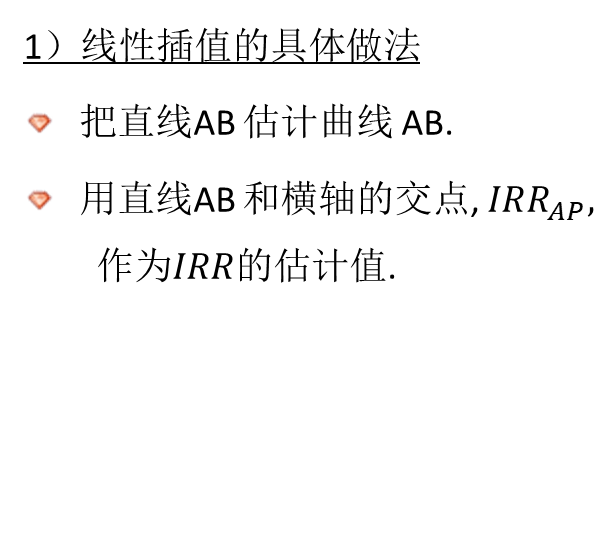 1）线性插值的具体做法
把直线AB 估计曲线 AB.
用直线AB 和横轴的交点, IRR_AP,
作为IRR的估计值.